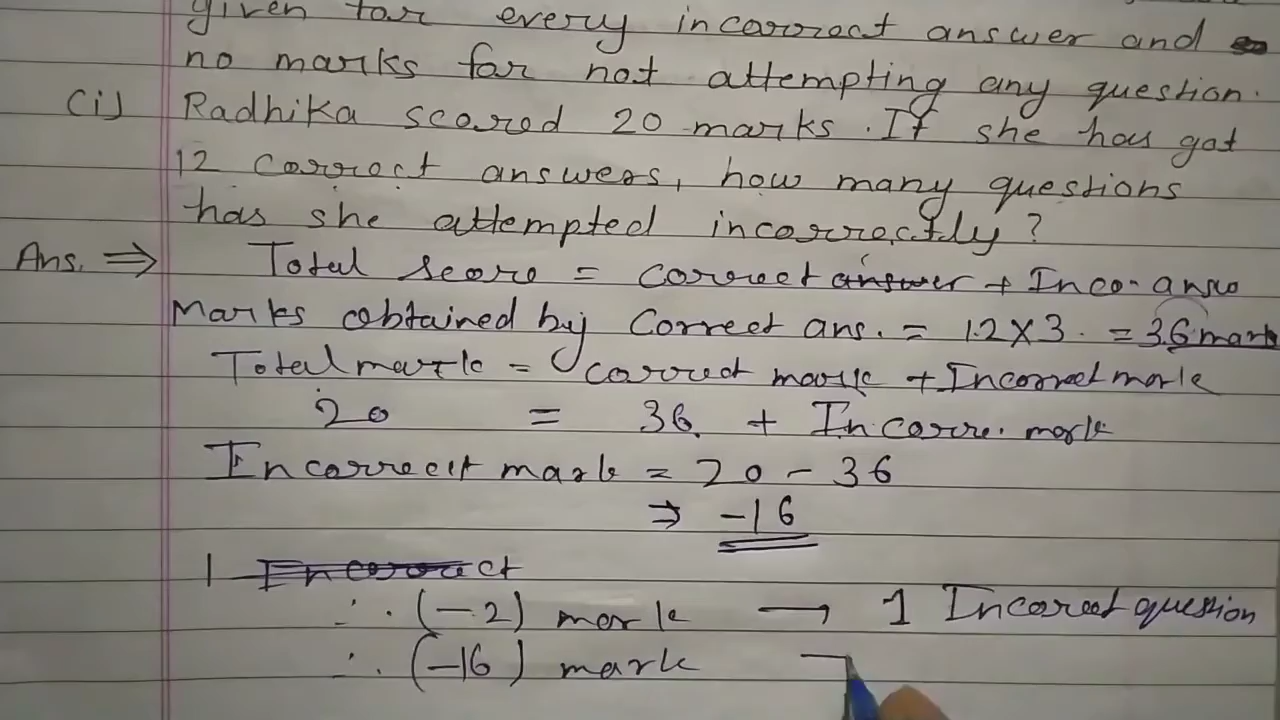 given for every incorrect answer and
no marks for not attempting any question.
(i) Radhika scored 20 marks. If she has got
12 correct answers, how many questions
has she attempted incorrectly?
Ans. ⇒ Total score = correct answer + Inco. answ
Marks obtained by Correct ans. = 12 × 3 = 36 mark
Total mark = correct mark + Incorrect mark
20 = 36 + In.corre. mark
Incorrect mark = 20 - 36
⇒ -16
1 Incorrect
∴ (-2) mark → 1 Incorect question
∴ (-16) mark